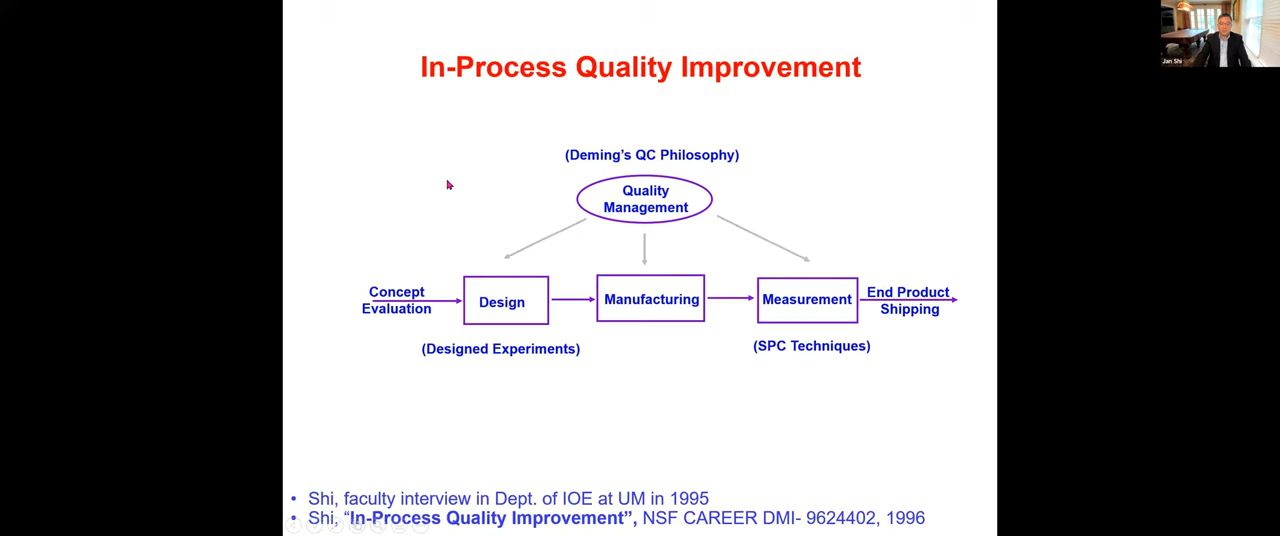 In-Process Quality Improvement
Jan Shi
(Deming's QC Philosophy)
Quality
Management
Concept
Evaluation
Design
Manufacturing
Measurement
End Product
Shipping
(Designed Experiments)
(SPC Techniques)
• Shi, faculty interview in Dept. of IOE at UM in 1995
• Shi, “In-Process Quality Improvement”, NSF CAREER DMI- 9624402, 1996